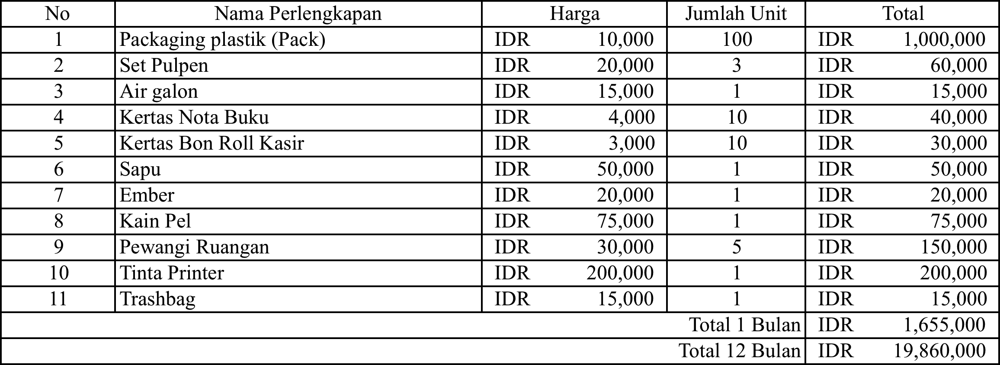 No Nama Perlengkapan Harga Jumlah Unit Total
1 Packaging plastik (Pack) IDR 10,000 100 IDR 1,000,000
2 Set Pulpen IDR 20,000 3 IDR 60,000
3 Air galon IDR 15,000 1 IDR 15,000
4 Kertas Nota Buku IDR 4,000 10 IDR 40,000
5 Kertas Bon Roll Kasir IDR 3,000 10 IDR 30,000
6 Sapu IDR 50,000 1 IDR 50,000
7 Ember IDR 20,000 1 IDR 20,000
8 Kain Pel IDR 75,000 1 IDR 75,000
9 Pewangi Ruangan IDR 30,000 5 IDR 150,000
10 Tinta Printer IDR 200,000 1 IDR 200,000
11 Trashbag IDR 15,000 1 IDR 15,000
Total 1 Bulan IDR 1,655,000
Total 12 Bulan IDR 19,860,000